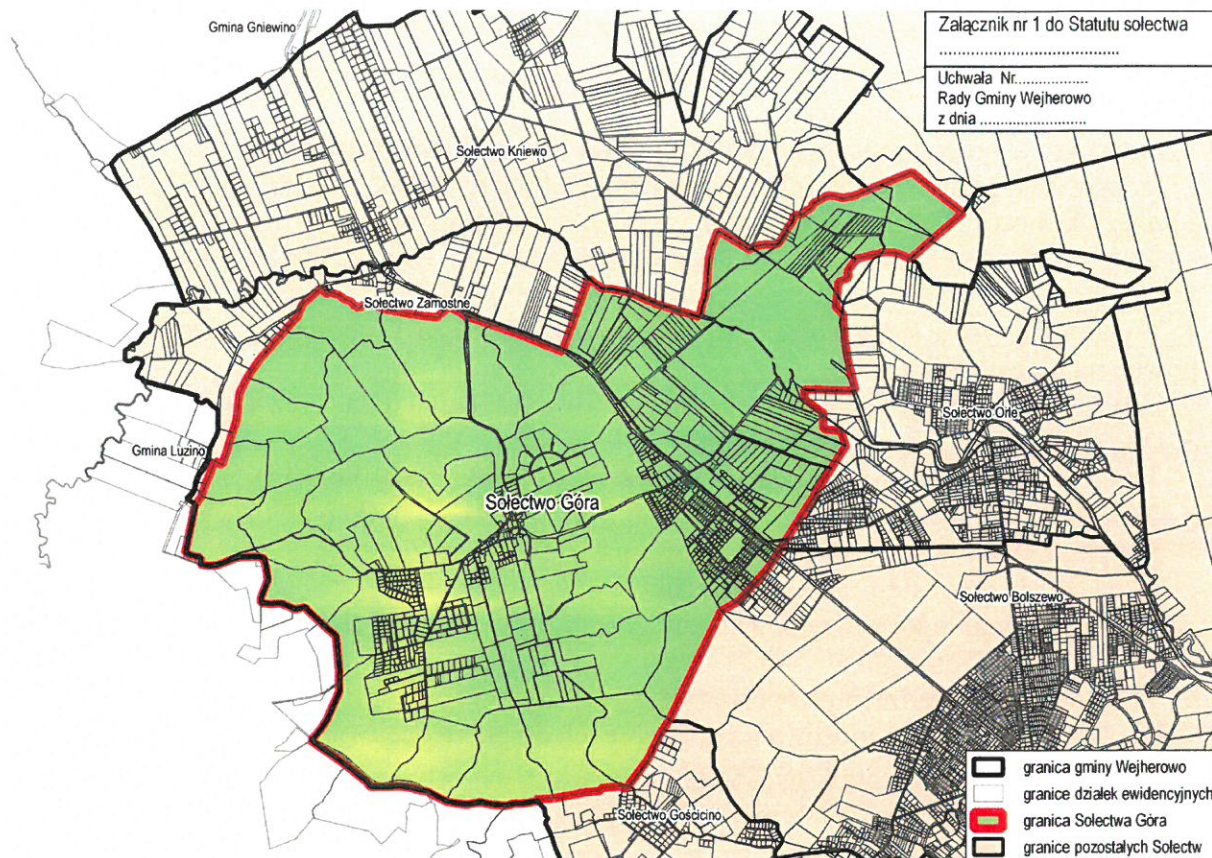 Gmina Gniewino
Załącznik nr 1 do Statutu sołectwa
......................................
Uchwała Nr.................
Rady Gminy Wejherowo
z dnia .........................
Sołectwo Kniewo
Sołectwo Zamostne
Gmina Luzino
Sołectwo Orle
Sołectwo Góra
Sołectwo Bolszewo
Sołectwo Gościcino
granica gminy Wejherowo
granice działek ewidencyjnych
granica Sołectwa Góra
granice pozostałych Sołectw